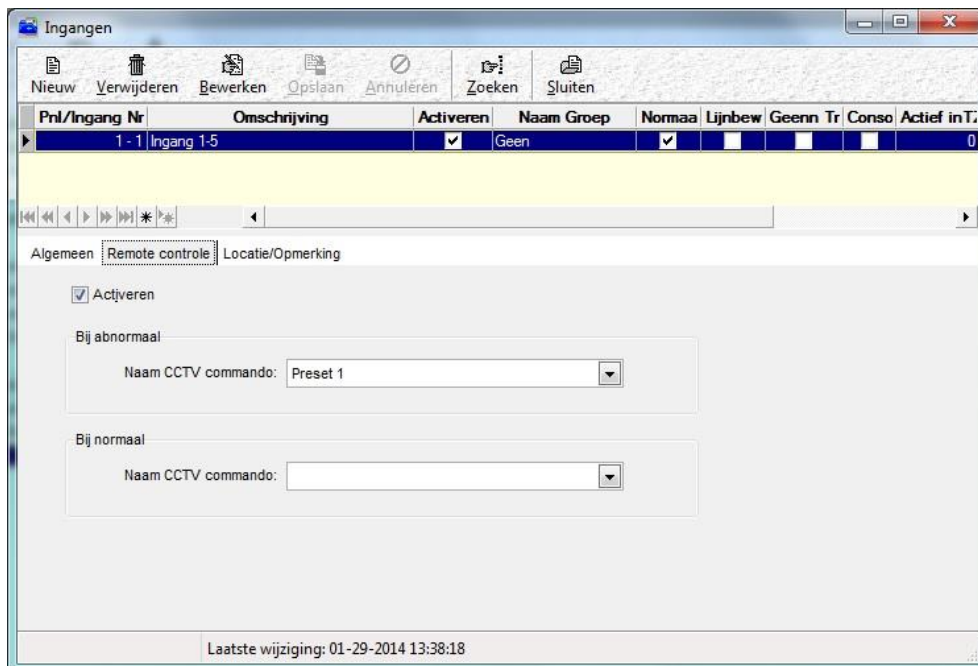 Ingangen
Nieuw Verwijderen Bewerken Opslaan Annuleren Zoeken Sluiten
Pnl/Ingang Nr Omschrijving Activeren Naam Groep Normaa Lijnbew Geenn Tr Conso Actief in T.
1 - 1 Ingang 1-5 Geen 0
Algemeen Remote controle Locatie/Opmerking
Activeren
Bij abnormaal
Naam CCTV commando: Preset 1
Bij normaal
Naam CCTV commando:
Laatste wijziging: 01-29-2014 13:38:18